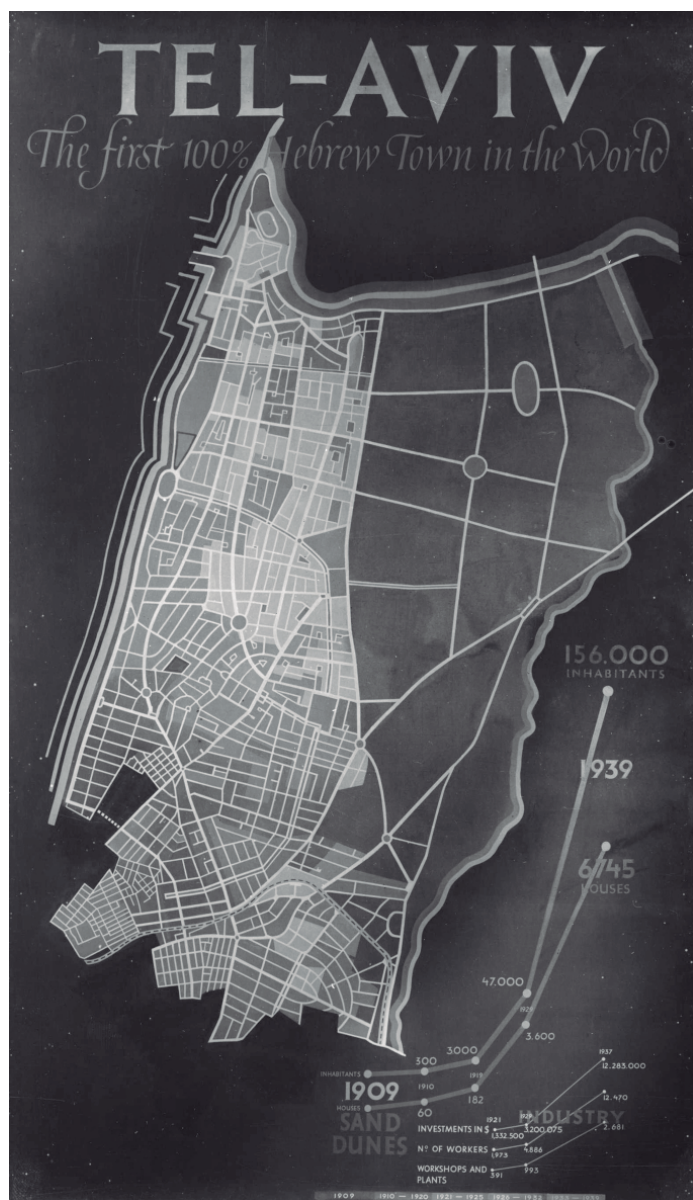 TEL-AVIV
The first 100% Hebrew Town in the World
156.000
INHABITANTS
1939
6745
HOUSES
47.000
1929
3.600
INHABITANTS
300
3000
1909
1910
1919
HOUSES
60
182
SAND
DUNES
1937
12.283.000
INDUSTRY
1921
INVESTMENTS IN $
1,332.500
3.200.075
12.470
Nº OF WORKERS
1,973
4.886
2.681
WORKSHOPS AND
PLANTS
391
993
1909 1910 — 1920 1921 — 1925